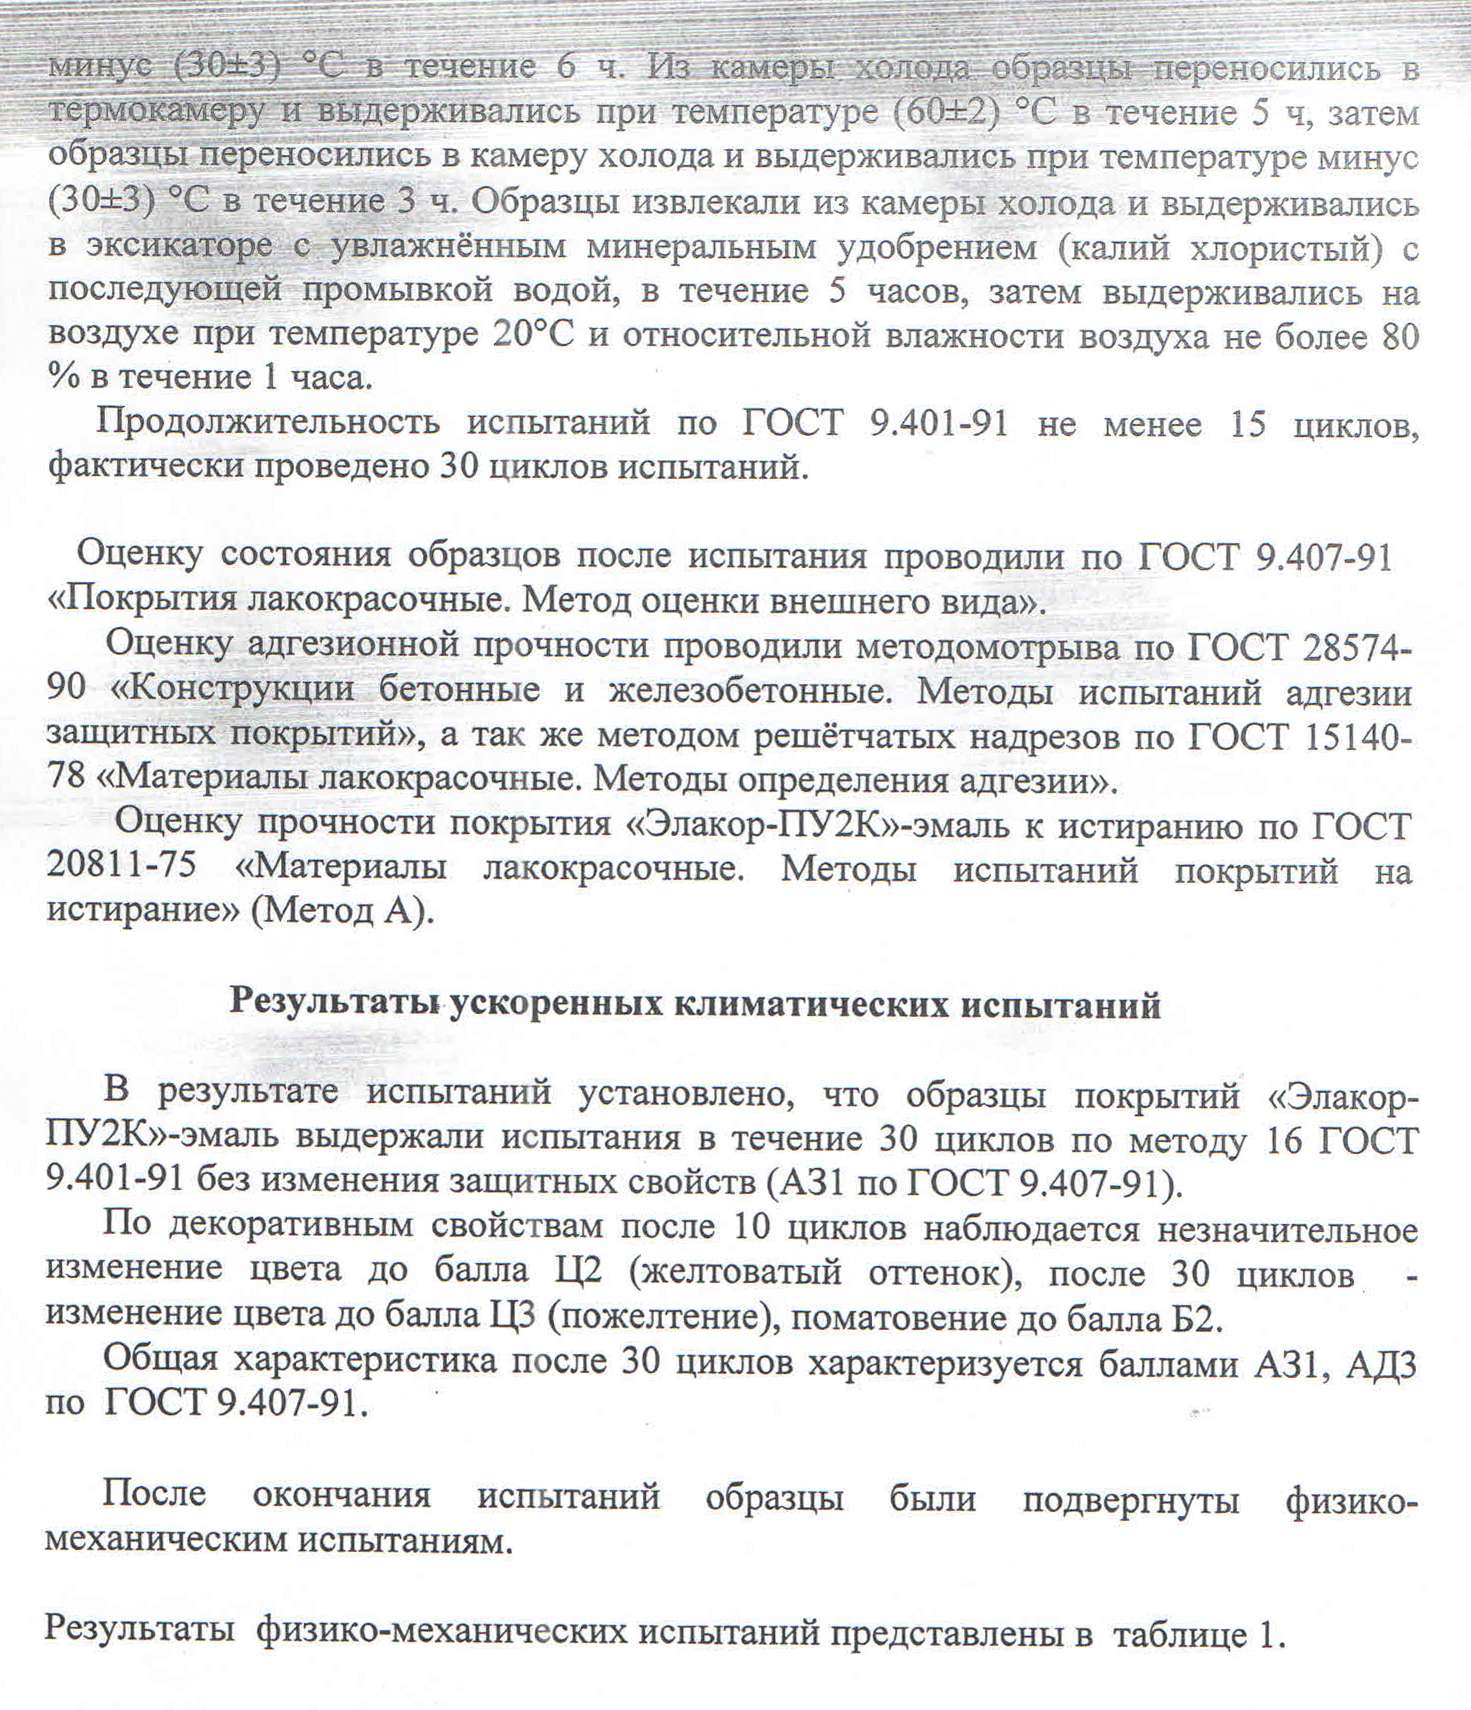 минус (30±3) °С в течение 6 ч. Из камеры холода образцы переносились в
термокамеру и выдерживались при температуре (60±2) °С в течение 5 ч, затем
образцы переносились в камеру холода и выдерживались при температуре минус
(30±3) °С в течение 3 ч. Образцы извлекали из камеры холода и выдерживались
в эксикаторе с увлажнённым минеральным удобрением (калий хлористый) с
последующей промывкой водой, в течение 5 часов, затем выдерживались на
воздухе при температуре 20°С и относительной влажности воздуха не более 80
% в течение 1 часа.
Продолжительность испытаний по ГОСТ 9.401-91 не менее 15 циклов,
фактически проведено 30 циклов испытаний.
Оценку состояния образцов после испытания проводили по ГОСТ 9.407-91
«Покрытия лакокрасочные. Метод оценки внешнего вида».
Оценку адгезионной прочности проводили методомотрыва по ГОСТ 28574-
90 «Конструкции бетонные и железобетонные. Методы испытаний адгезии
защитных покрытий», а так же методом решётчатых надрезов по ГОСТ 15140-
78 «Материалы лакокрасочные. Методы определения адгезии».
Оценку прочности покрытия «Элакор-ПУ2К»-эмаль к истиранию по ГОСТ
20811-75 «Материалы лакокрасочные. Методы испытаний покрытий на
истирание» (Метод А).
Результаты ускоренных климатических испытаний
В результате испытаний установлено, что образцы покрытий «Элакор-
ПУ2К»-эмаль выдержали испытания в течение 30 циклов по методу 16 ГОСТ
9.401-91 без изменения защитных свойств (АЗ1 по ГОСТ 9.407-91).
По декоративным свойствам после 10 циклов наблюдается незначительное
изменение цвета до балла Ц2 (желтоватый оттенок), после 30 циклов -
изменение цвета до балла Ц3 (пожелтение), поматовение до балла Б2.
Общая характеристика после 30 циклов характеризуется баллами АЗ1, АД3
по ГОСТ 9.407-91.
После окончания испытаний образцы были подвергнуты физико-
механическим испытаниям.
Результаты физико-механических испытаний представлены в таблице 1.